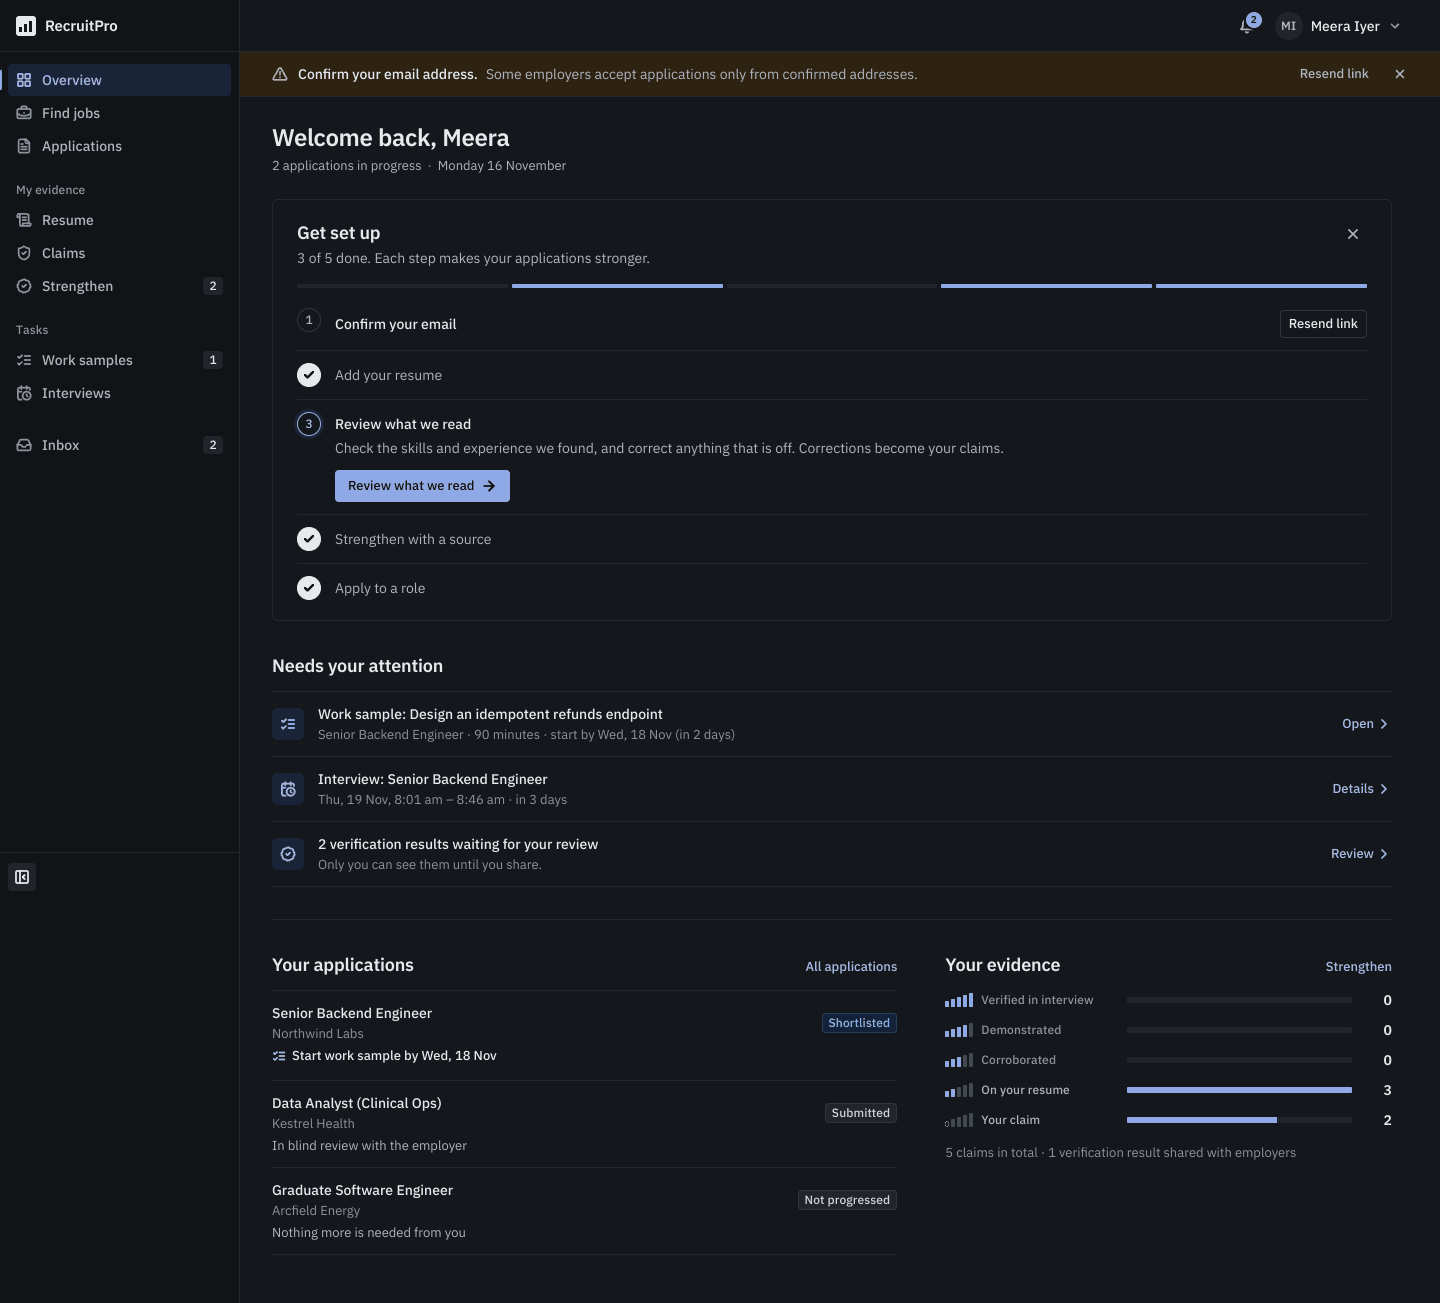 RecruitPro
2
MI
Meera Iyer
Overview
Find jobs
Applications
My evidence
Resume
Claims
Strengthen
2
Tasks
Work samples
1
Interviews
Inbox
2
Confirm your email address. Some employers accept applications only from confirmed addresses.
Resend link
Welcome back, Meera
2 applications in progress · Monday 16 November
Get set up
3 of 5 done. Each step makes your applications stronger.
1
Confirm your email
Resend link
Add your resume
3
Review what we read
Check the skills and experience we found, and correct anything that is off. Corrections become your claims.
Review what we read
Strengthen with a source
Apply to a role
Needs your attention
Work sample: Design an idempotent refunds endpoint
Senior Backend Engineer · 90 minutes · start by Wed, 18 Nov (in 2 days)
Open
Interview: Senior Backend Engineer
Thu, 19 Nov, 8:01 am – 8:46 am · in 3 days
Details
2 verification results waiting for your review
Only you can see them until you share.
Review
Your applications
All applications
Senior Backend Engineer
Northwind Labs
Start work sample by Wed, 18 Nov
Shortlisted
Data Analyst (Clinical Ops)
Kestrel Health
In blind review with the employer
Submitted
Graduate Software Engineer
Arcfield Energy
Nothing more is needed from you
Not progressed
Your evidence
Strengthen
Verified in interview
0
Demonstrated
0
Corroborated
0
On your resume
3
Your claim
2
5 claims in total · 1 verification result shared with employers